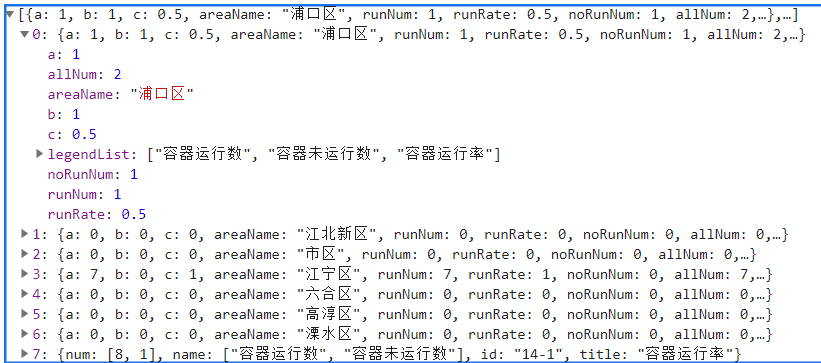 [{a: 1, b: 1, c: 0.5, areaName: "浦口区", runNum: 1, runRate: 0.5, noRunNum: 1, allNum: 2,…},…]
0: {a: 1, b: 1, c: 0.5, areaName: "浦口区", runNum: 1, runRate: 0.5, noRunNum: 1, allNum: 2,…}
a: 1
allNum: 2
areaName: "浦口区"
b: 1
c: 0.5
legendList: ["容器运行数", "容器未运行数", "容器运行率"]
noRunNum: 1
runNum: 1
runRate: 0.5
1: {a: 0, b: 0, c: 0, areaName: "江北新区", runNum: 0, runRate: 0, noRunNum: 0, allNum: 0,…}
2: {a: 0, b: 0, c: 0, areaName: "市区", runNum: 0, runRate: 0, noRunNum: 0, allNum: 0,…}
3: {a: 7, b: 0, c: 1, areaName: "江宁区", runNum: 7, runRate: 1, noRunNum: 0, allNum: 7,…}
4: {a: 0, b: 0, c: 0, areaName: "六合区", runNum: 0, runRate: 0, noRunNum: 0, allNum: 0,…}
5: {a: 0, b: 0, c: 0, areaName: "高淳区", runNum: 0, runRate: 0, noRunNum: 0, allNum: 0,…}
6: {a: 0, b: 0, c: 0, areaName: "溧水区", runNum: 0, runRate: 0, noRunNum: 0, allNum: 0,…}
7: {num: [8, 1], name: ["容器运行数", "容器未运行数"], id: "14-1", title: "容器运行率"}